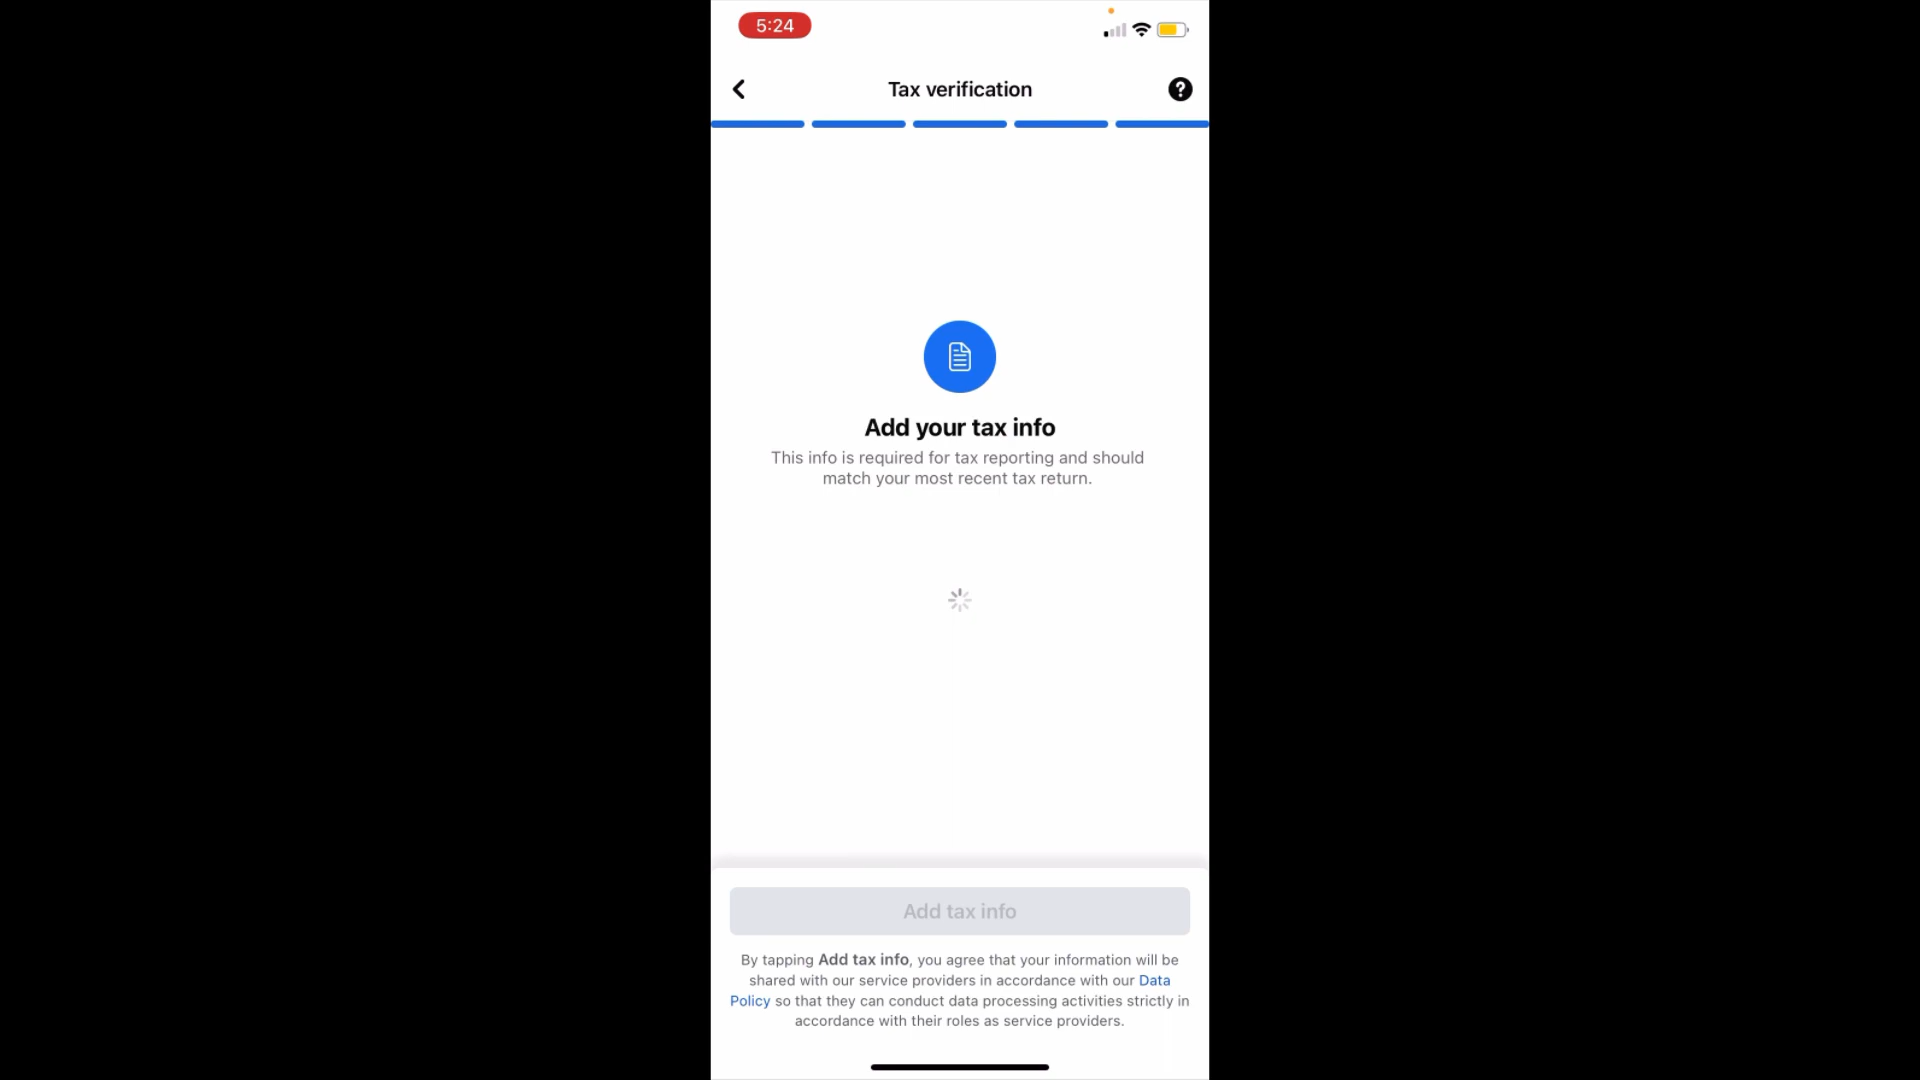 5:24
Tax verification
Add your tax info
This info is required for tax reporting and should
match your most recent tax return.
Add tax info
By tapping Add tax info, you agree that your information will be
shared with our service providers in accordance with our Data
Policy so that they can conduct data processing activities strictly in
accordance with their roles as service providers.